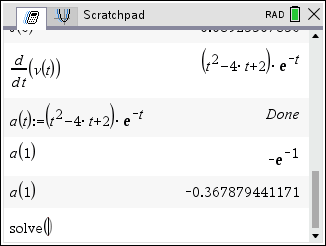 Scratchpad RAD
d/dt(v(t)) (t²−4·t+2)·e⁻ᵗ
a(t):=(t²−4·t+2)·e⁻ᵗ Done
a(1) -e⁻¹
a(1) −0.367879441171
solve(